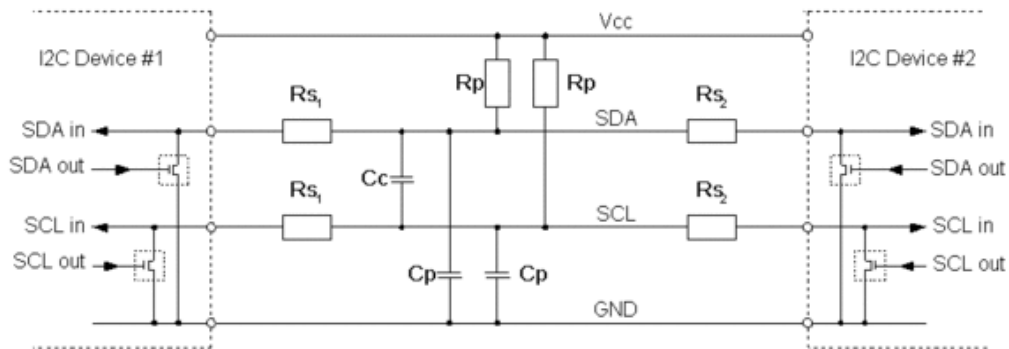 Vcc
I2C Device #1
I2C Device #2
Rp
Rp
Rs1
SDA
Rs2
SDA in
SDA in
SDA out
SDA out
Cc
Rs1
SCL
Rs2
SCL in
SCL in
SCL out
SCL out
Cp
Cp
GND